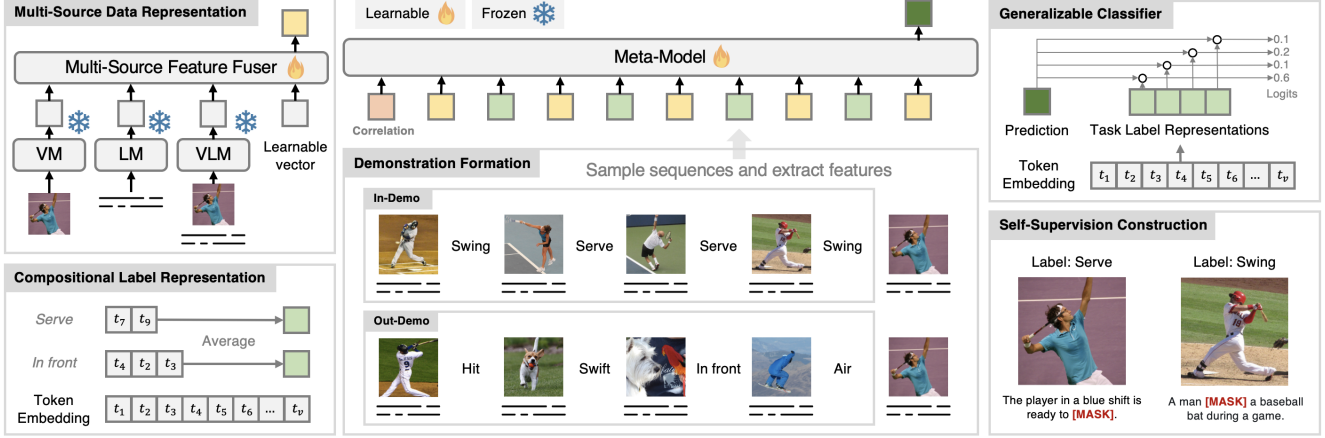 Multi-Source Data Representation
Multi-Source Feature Fuser
VM
LM
VLM
Learnable
vector
Compositional Label Representation
Serve
t7 t9
Average
In front
t4 t2 t3
Token
Embedding
t1 t2 t3 t4 t5 t6 ... tv
Learnable
Frozen
Meta-Model
Correlation
Demonstration Formation
Sample sequences and extract features
In-Demo
Swing
Serve
Serve
Swing
Out-Demo
Hit
Swift
In front
Air
Generalizable Classifier
0.1
0.2
0.1
0.6
Logits
Prediction
Task Label Representations
Token
Embedding
t1 t2 t3 t4 t5 t6 ... tv
Self-Supervision Construction
Label: Serve
Label: Swing
The player in a blue shift is
ready to [MASK].
A man [MASK] a baseball
bat during a game.